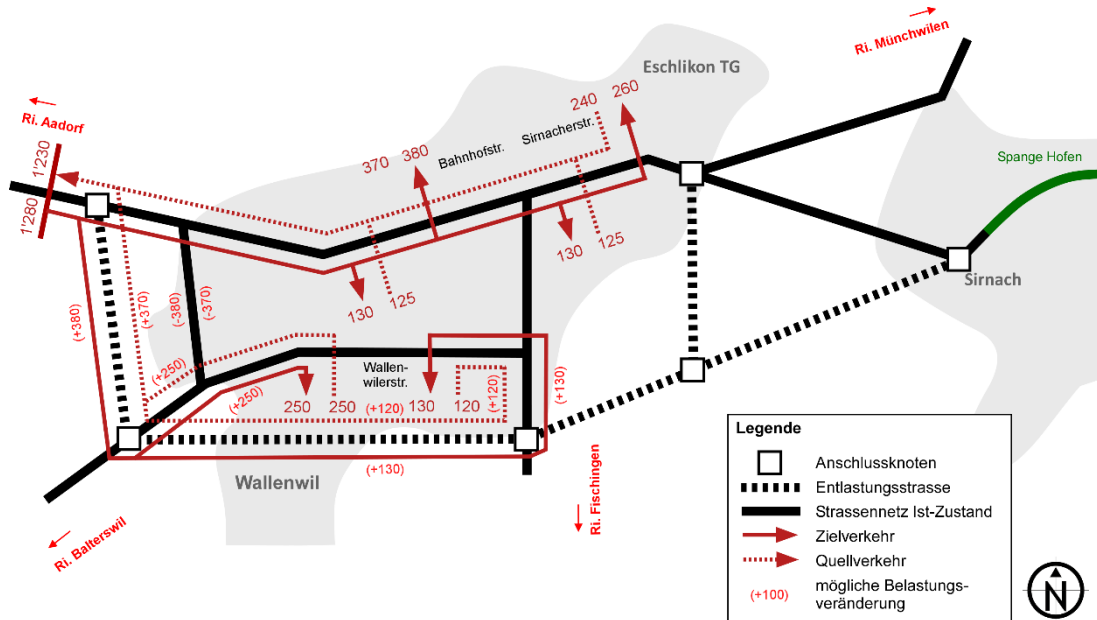 Ri. Münchwilen
Eschlikon TG
Ri. Aadorf
1'230
1'280
240
260
Bahnhofstr.
Sirnacherstr.
370
380
Spange Hofen
130
125
130
125
Sirnach
(+380)
(+370)
(-380)
(-370)
(+250)
(+250)
Wallen-
wilerstr.
250
250
(+120)
130
120
(+120)
(+130)
(+130)
Wallenwil
Ri. Balterswil
Ri. Fischingen
Legende
Anschlussknoten
Entlastungsstrasse
Strassennetz Ist-Zustand
Zielverkehr
Quellverkehr
(+100)
mögliche Belastungs-
veränderung
N